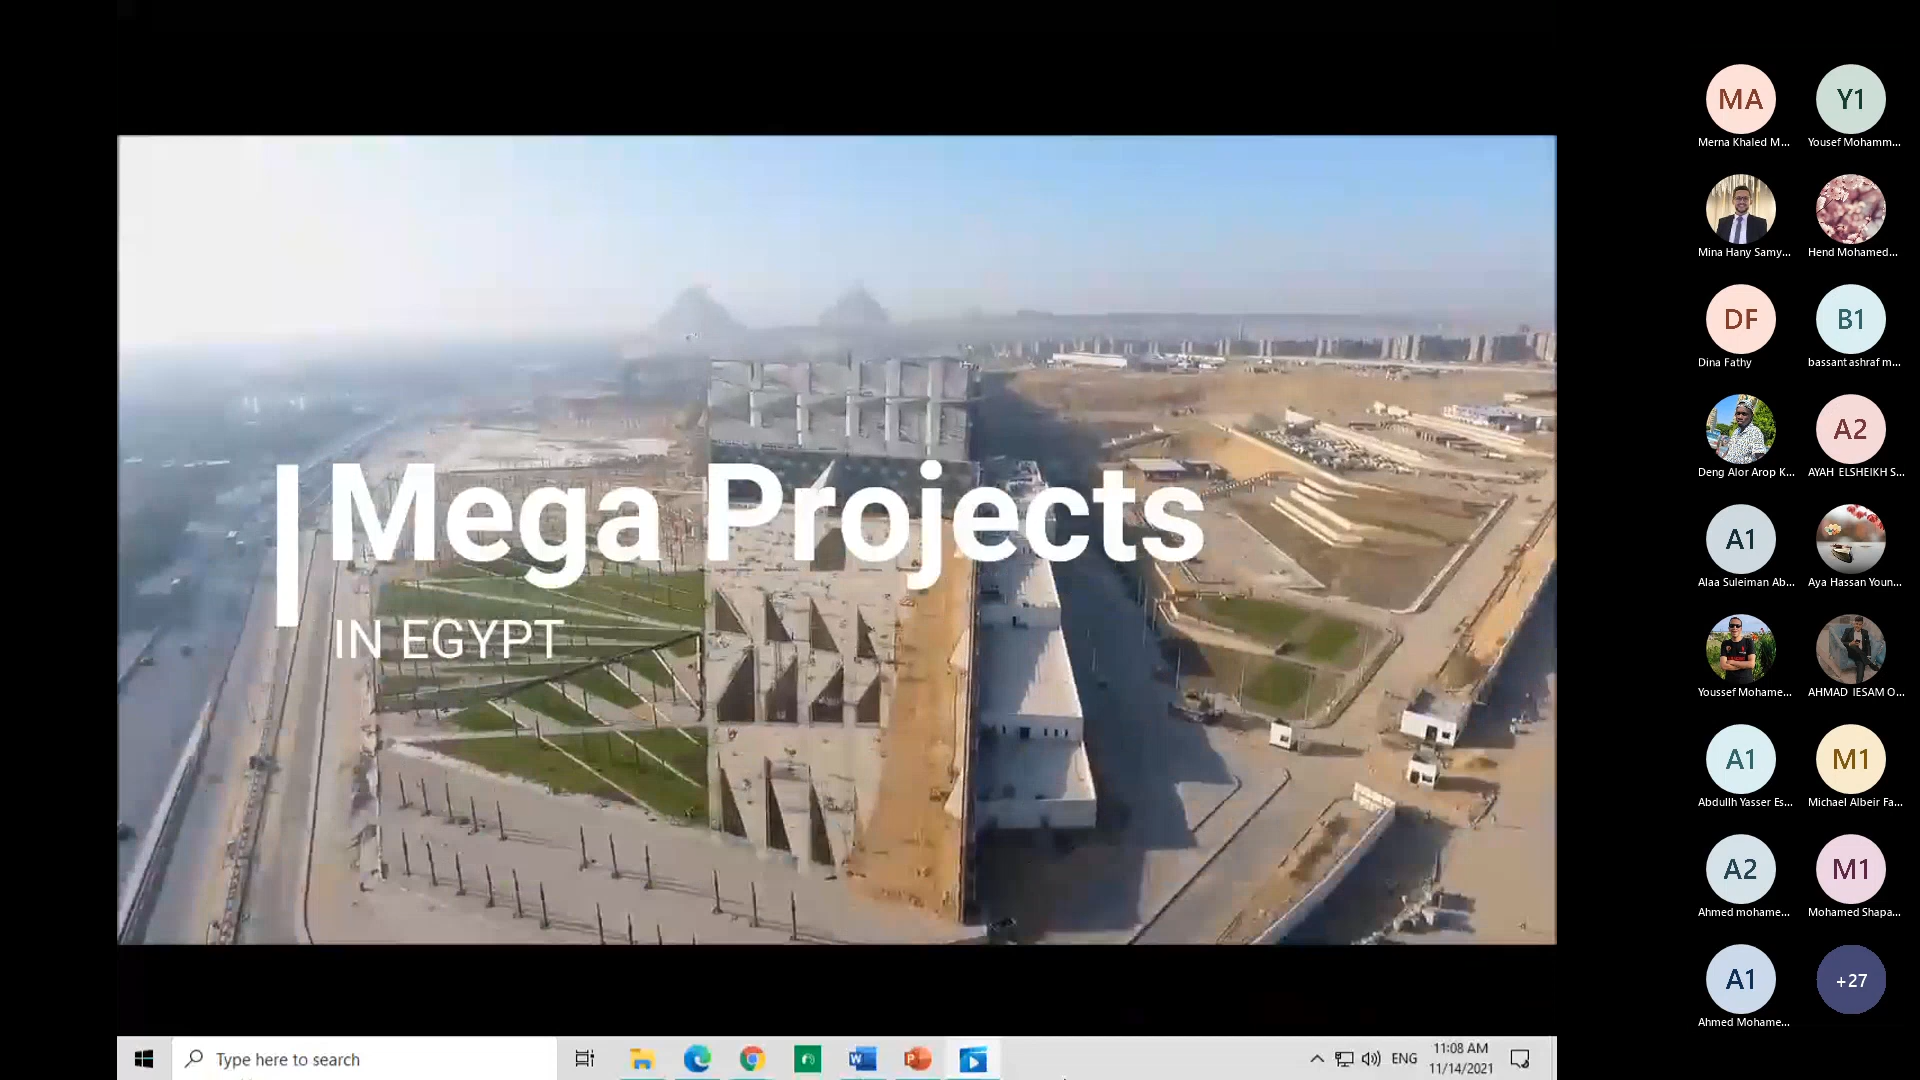 Mega Projects
IN EGYPT
MA
Y1
Merna Khaled M...
Yousef Mohamm...
Mina Hany Samy...
Hend Mohamed...
DF
B1
Dina Fathy
bassant ashraf m...
A2
Deng Alor Arop K...
AYAH ELSHEIKH S...
A1
Alaa Suleiman Ab...
Aya Hassan Youn...
Youssef Mohame...
AHMAD IESAM O...
A1
M1
Abdullh Yasser Es...
Michael Albeir Fa...
A2
M1
Ahmed mohame...
Mohamed Shapa...
A1
+27
Ahmed Mohame...
Type here to search
ENG
11:08 AM
11/14/2021